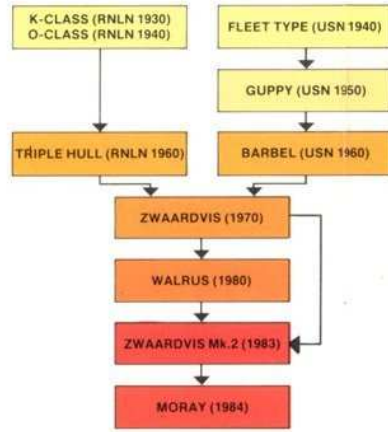 K-CLASS (RNLN 1930)
O-CLASS (RNLN 1940)
FLEET TYPE (USN 1940)
GUPPY (USN 1950)
TRIPLE HULL (RNLN 1960)
BARBEL (USN 1960)
ZWAARDVIS (1970)
WALRUS (1980)
ZWAARDVIS Mk.2 (1983)
MORAY (1984)